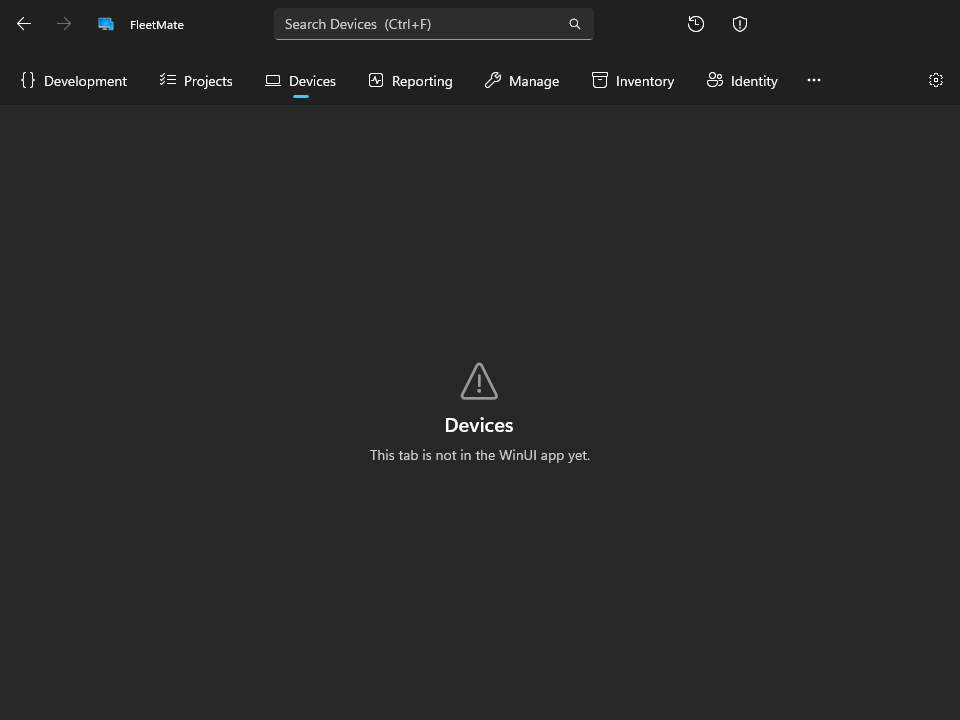 FleetMate
Search Devices (Ctrl+F)
Development
Projects
Devices
Reporting
Manage
Inventory
Identity
Devices
This tab is not in the WinUI app yet.